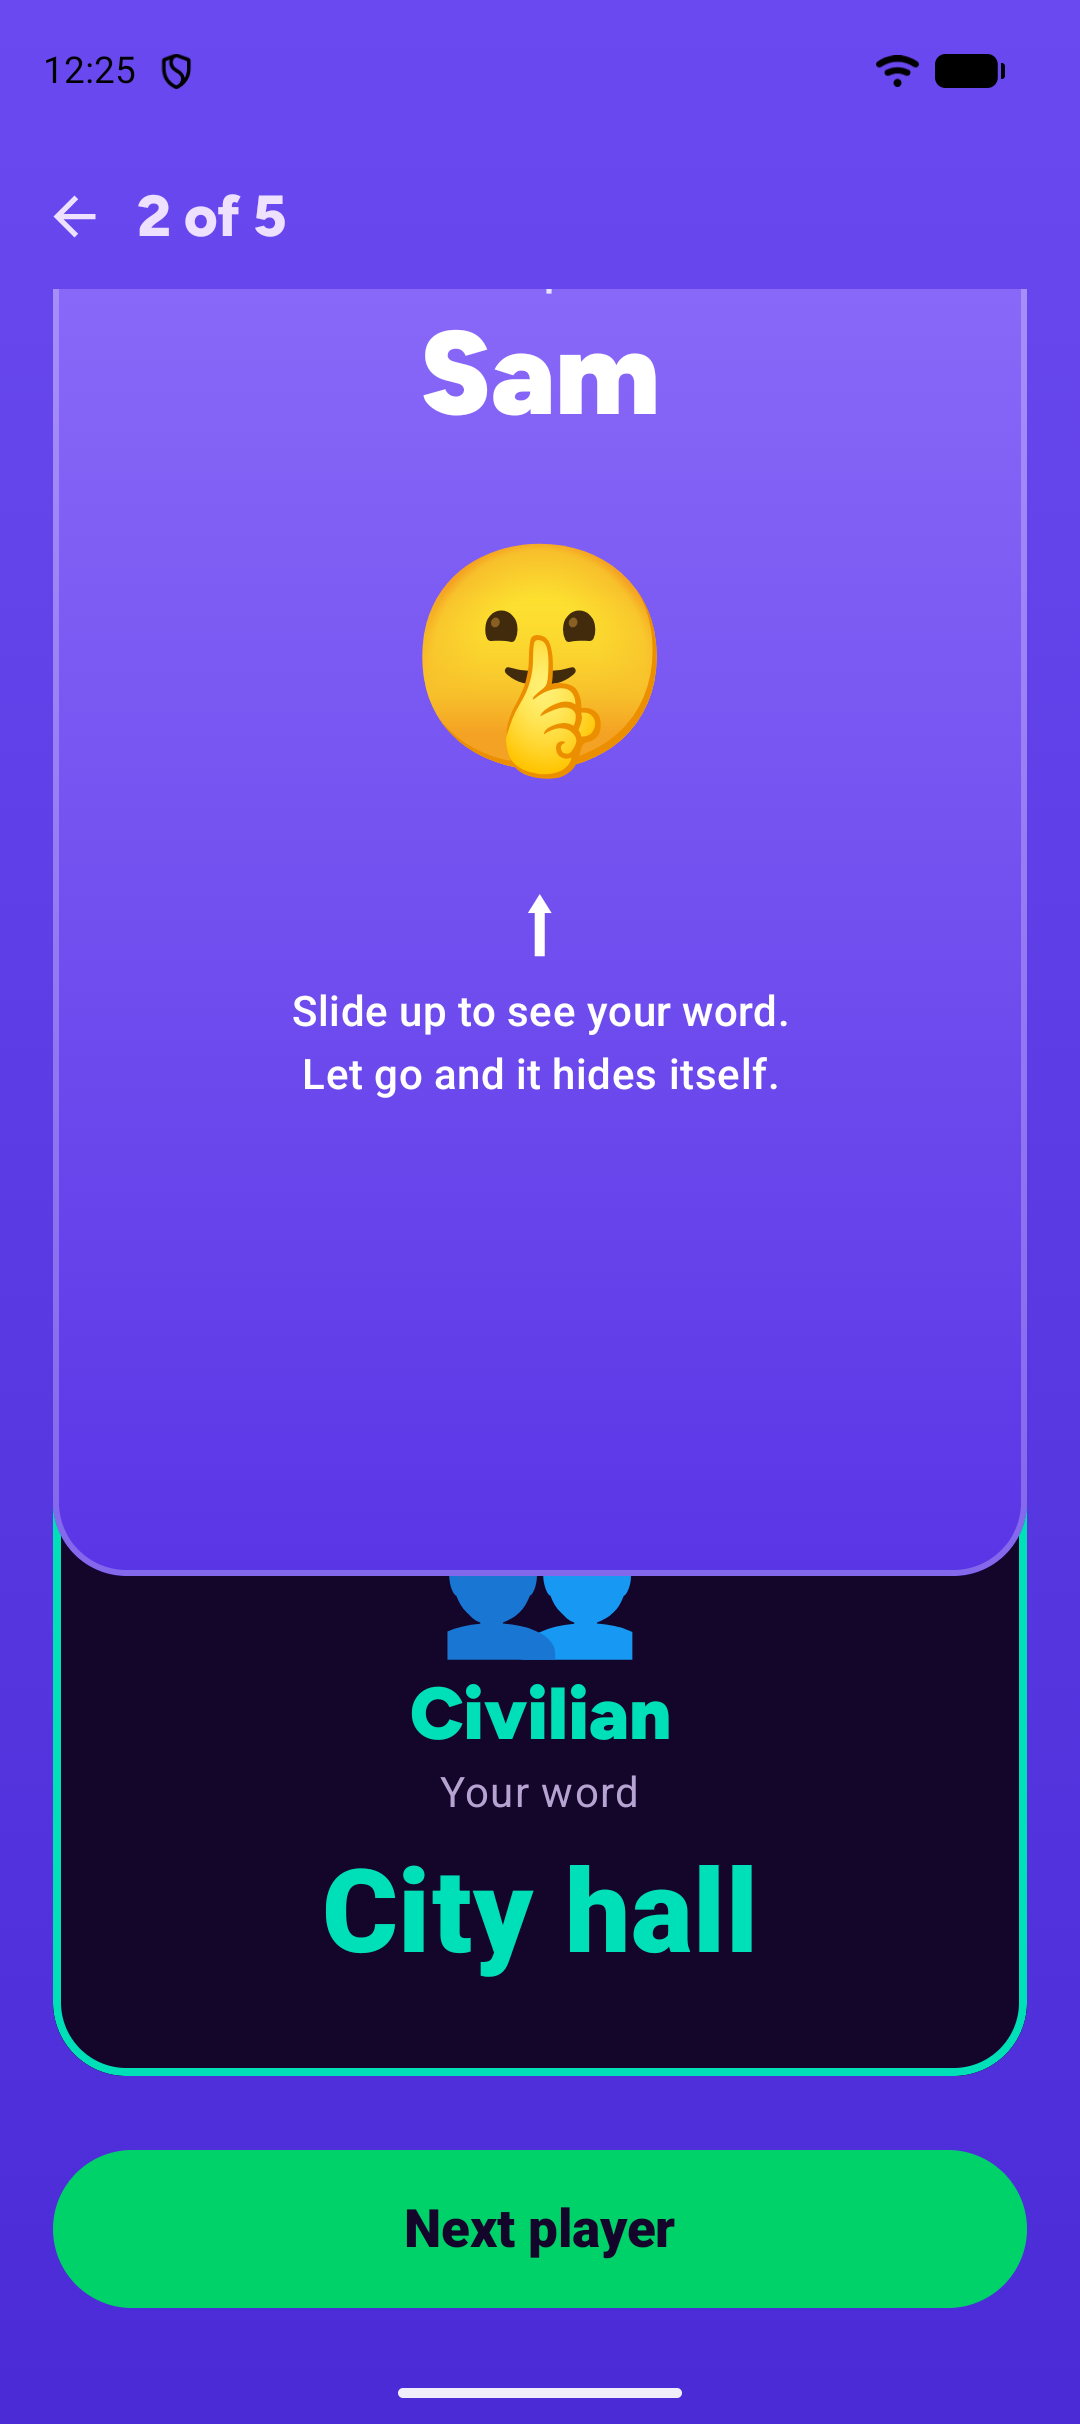 12:25
2 of 5
Sam
Slide up to see your word.
Let go and it hides itself.
Civilian
Your word
City hall
Next player